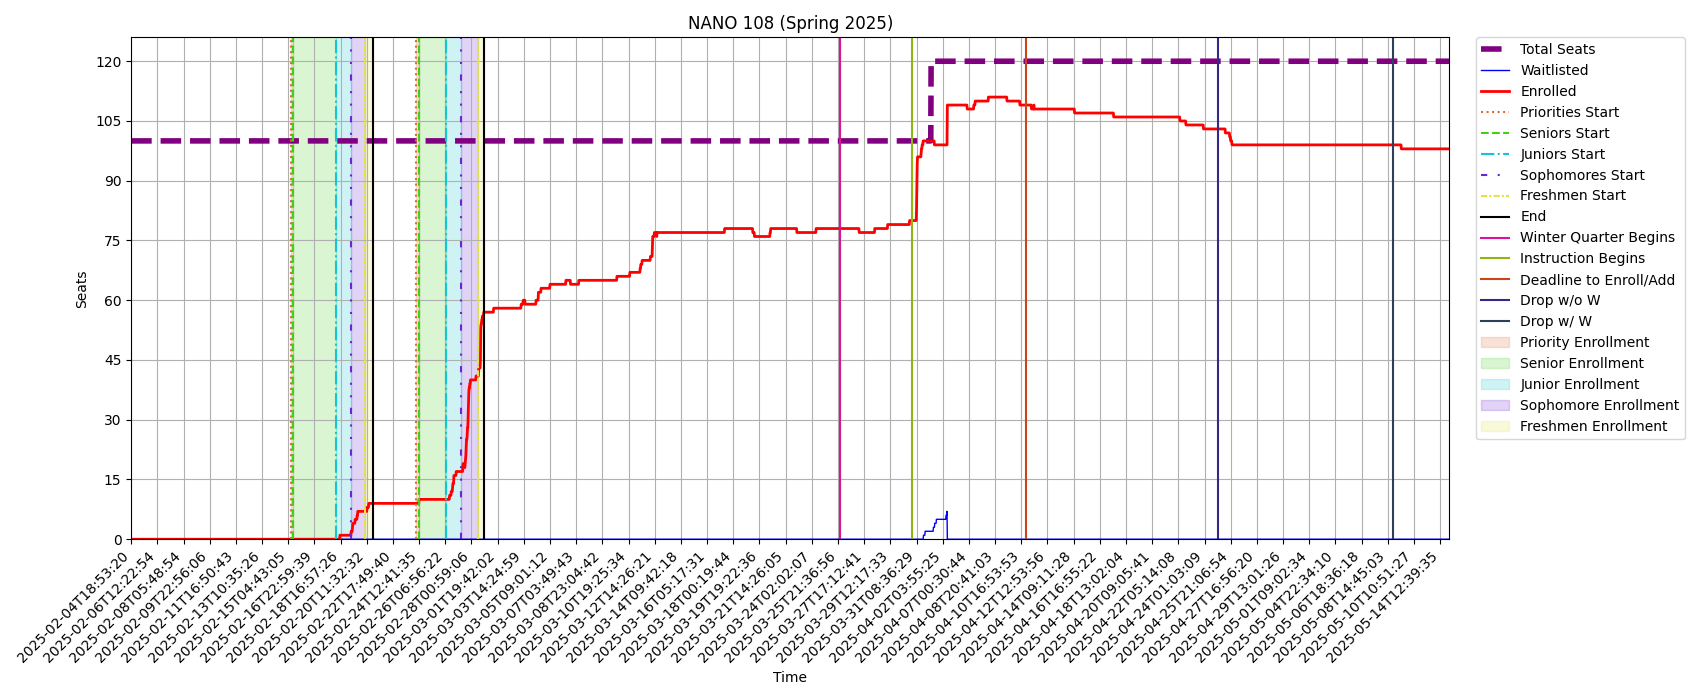 NANO 108 (Spring 2025)
Seats
120
105
90
75
60
45
30
15
0
2025-02-04T18:53:20
2025-02-06T12:22:54
2025-02-08T05:48:54
2025-02-09T22:56:06
2025-02-11T16:50:43
2025-02-13T10:35:26
2025-02-15T04:43:05
2025-02-16T22:59:39
2025-02-18T16:57:26
2025-02-20T11:32:32
2025-02-22T17:49:40
2025-02-24T12:41:35
2025-02-26T06:56:22
2025-02-28T00:59:06
2025-03-01T19:42:02
2025-03-03T14:24:59
2025-03-05T09:01:12
2025-03-07T03:49:43
2025-03-08T23:04:42
2025-03-10T19:25:34
2025-03-12T14:26:21
2025-03-14T09:42:18
2025-03-16T05:17:31
2025-03-18T00:19:44
2025-03-19T19:22:36
2025-03-21T14:26:05
2025-03-24T02:02:07
2025-03-25T21:36:56
2025-03-27T17:12:41
2025-03-29T12:17:33
2025-03-31T08:36:29
2025-04-02T03:55:25
2025-04-07T00:30:44
2025-04-08T20:41:03
2025-04-10T16:53:53
2025-04-12T12:53:56
2025-04-14T09:11:28
2025-04-16T16:55:22
2025-04-18T13:02:04
2025-04-20T09:05:41
2025-04-22T05:14:08
2025-04-24T01:03:09
2025-04-25T21:06:54
2025-04-27T16:56:20
2025-04-29T13:01:26
2025-05-01T09:02:34
2025-05-04T22:34:10
2025-05-06T18:36:18
2025-05-08T14:45:03
2025-05-10T10:51:27
2025-05-14T12:39:35
Time
Total Seats
Waitlisted
Enrolled
Priorities Start
Seniors Start
Juniors Start
Sophomores Start
Freshmen Start
End
Winter Quarter Begins
Instruction Begins
Deadline to Enroll/Add
Drop w/o W
Drop w/ W
Priority Enrollment
Senior Enrollment
Junior Enrollment
Sophomore Enrollment
Freshmen Enrollment